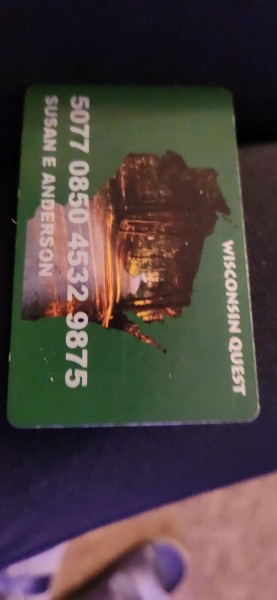 WISCONSIN QUEST
5077 0850 4532 9875
SUSAN E ANDERSON